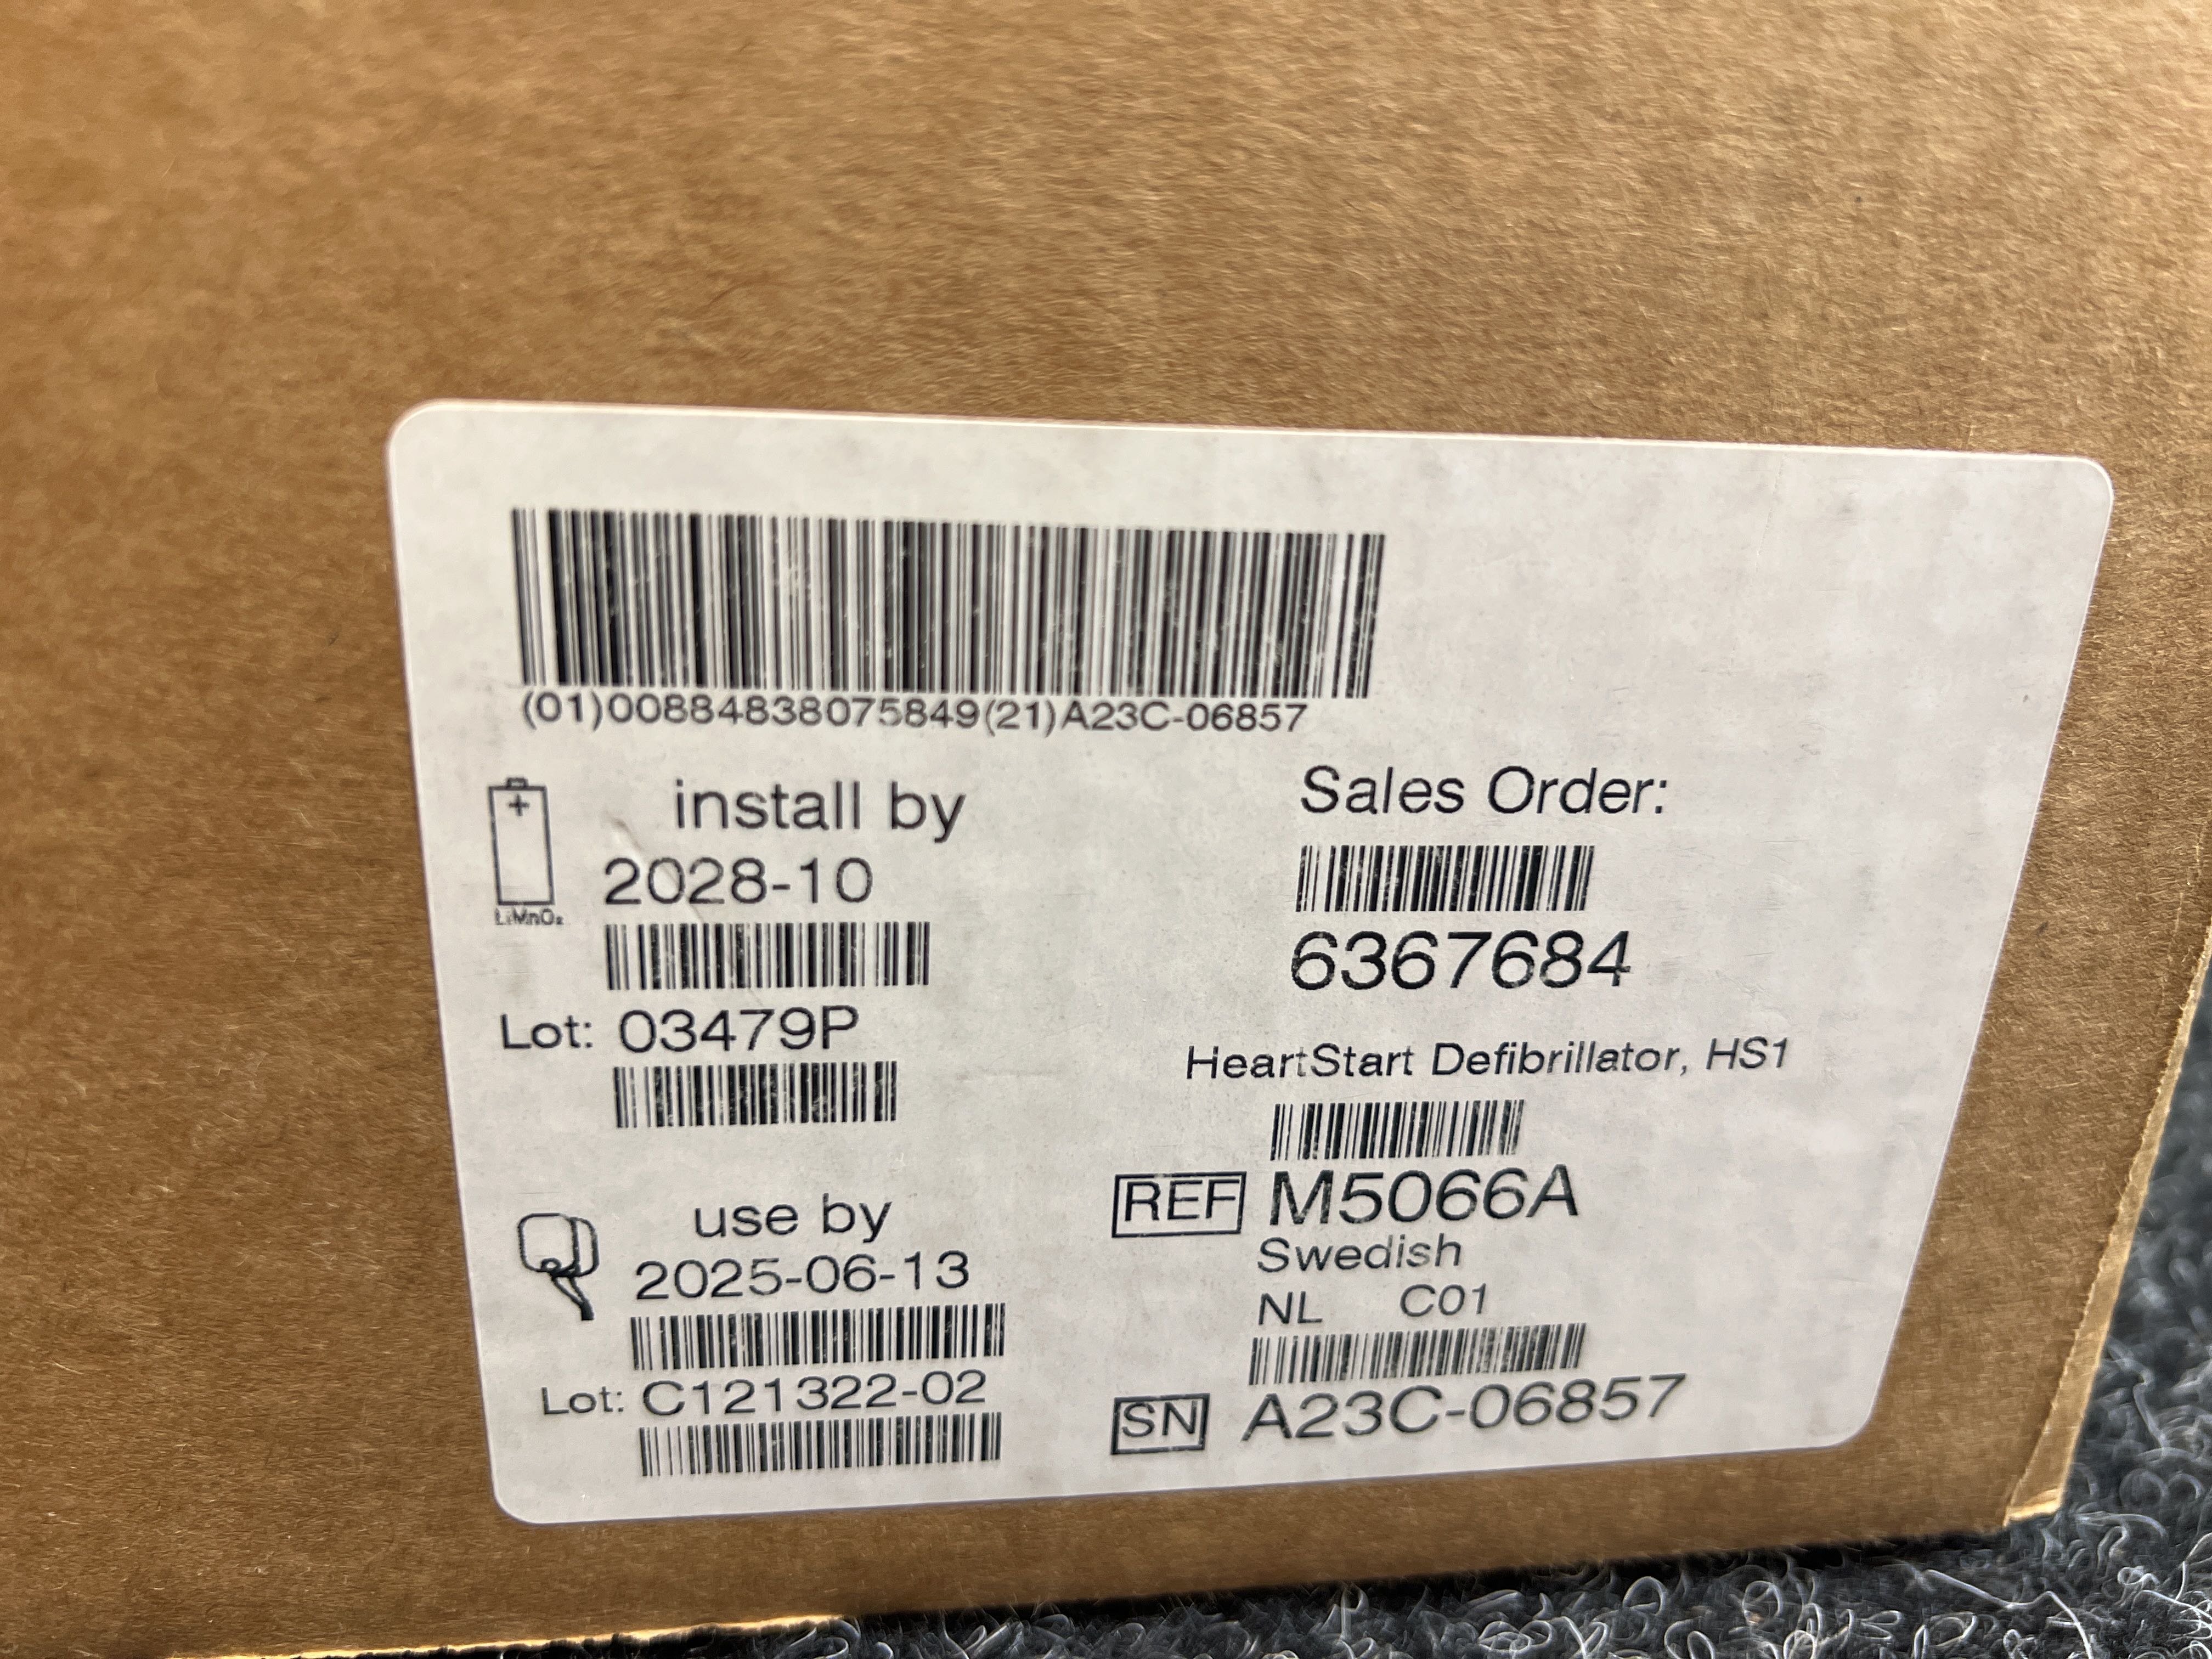 (01)00884838075849(21)A23C-06857
install by
2028-10
LiMnO₂
Lot: 03479P
use by
2025-06-13
Lot: C121322-02
Sales Order:
6367684
HeartStart Defibrillator, HS1
REF M5066A
Swedish
NL C01
SN A23C-06857